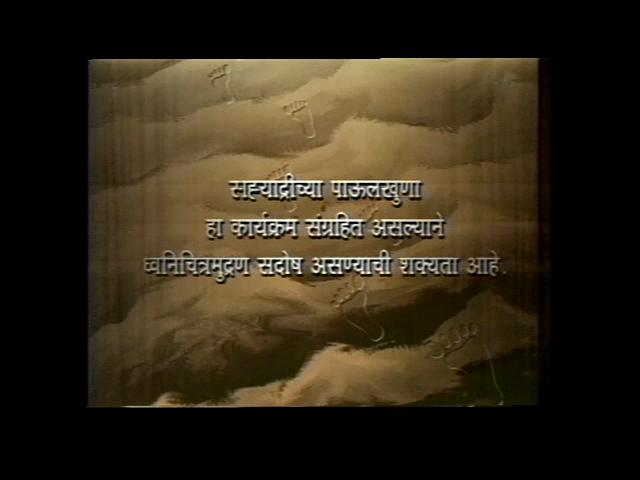 सह्याद्रीच्या पाऊलखुणा
हा कार्यक्रम संग्रहित असल्याने
ध्वनिचित्रमुद्रण सदोष असण्याची शक्यता आहे.